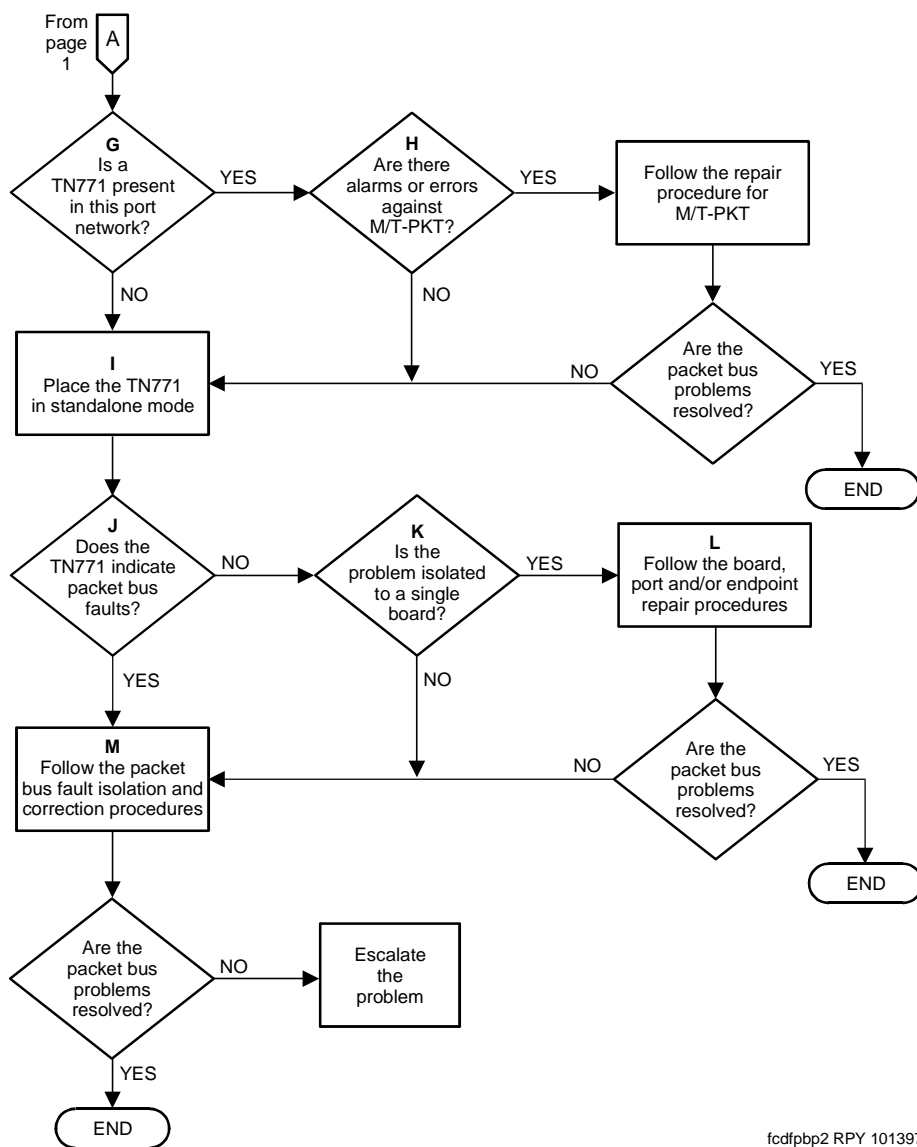 From
page
1
A
G
Is a
TN771 present
in this port
network?
YES
H
Are there
alarms or errors
against
M/T-PKT?
YES
Follow the repair
procedure for
M/T-PKT
NO
NO
I
Place the TN771
in standalone mode
NO
Are the
packet bus
problems
resolved?
YES
END
J
Does the
TN771 indicate
packet bus
faults?
NO
K
Is the
problem isolated
to a single
board?
YES
L
Follow the board,
port and/or endpoint
repair procedures
YES
NO
M
Follow the packet
bus fault isolation and
correction procedures
NO
Are the
packet bus
problems
resolved?
YES
END
Are the
packet bus
problems
resolved?
NO
Escalate
the
problem
YES
END
fcdfpbp2 RPY 101397